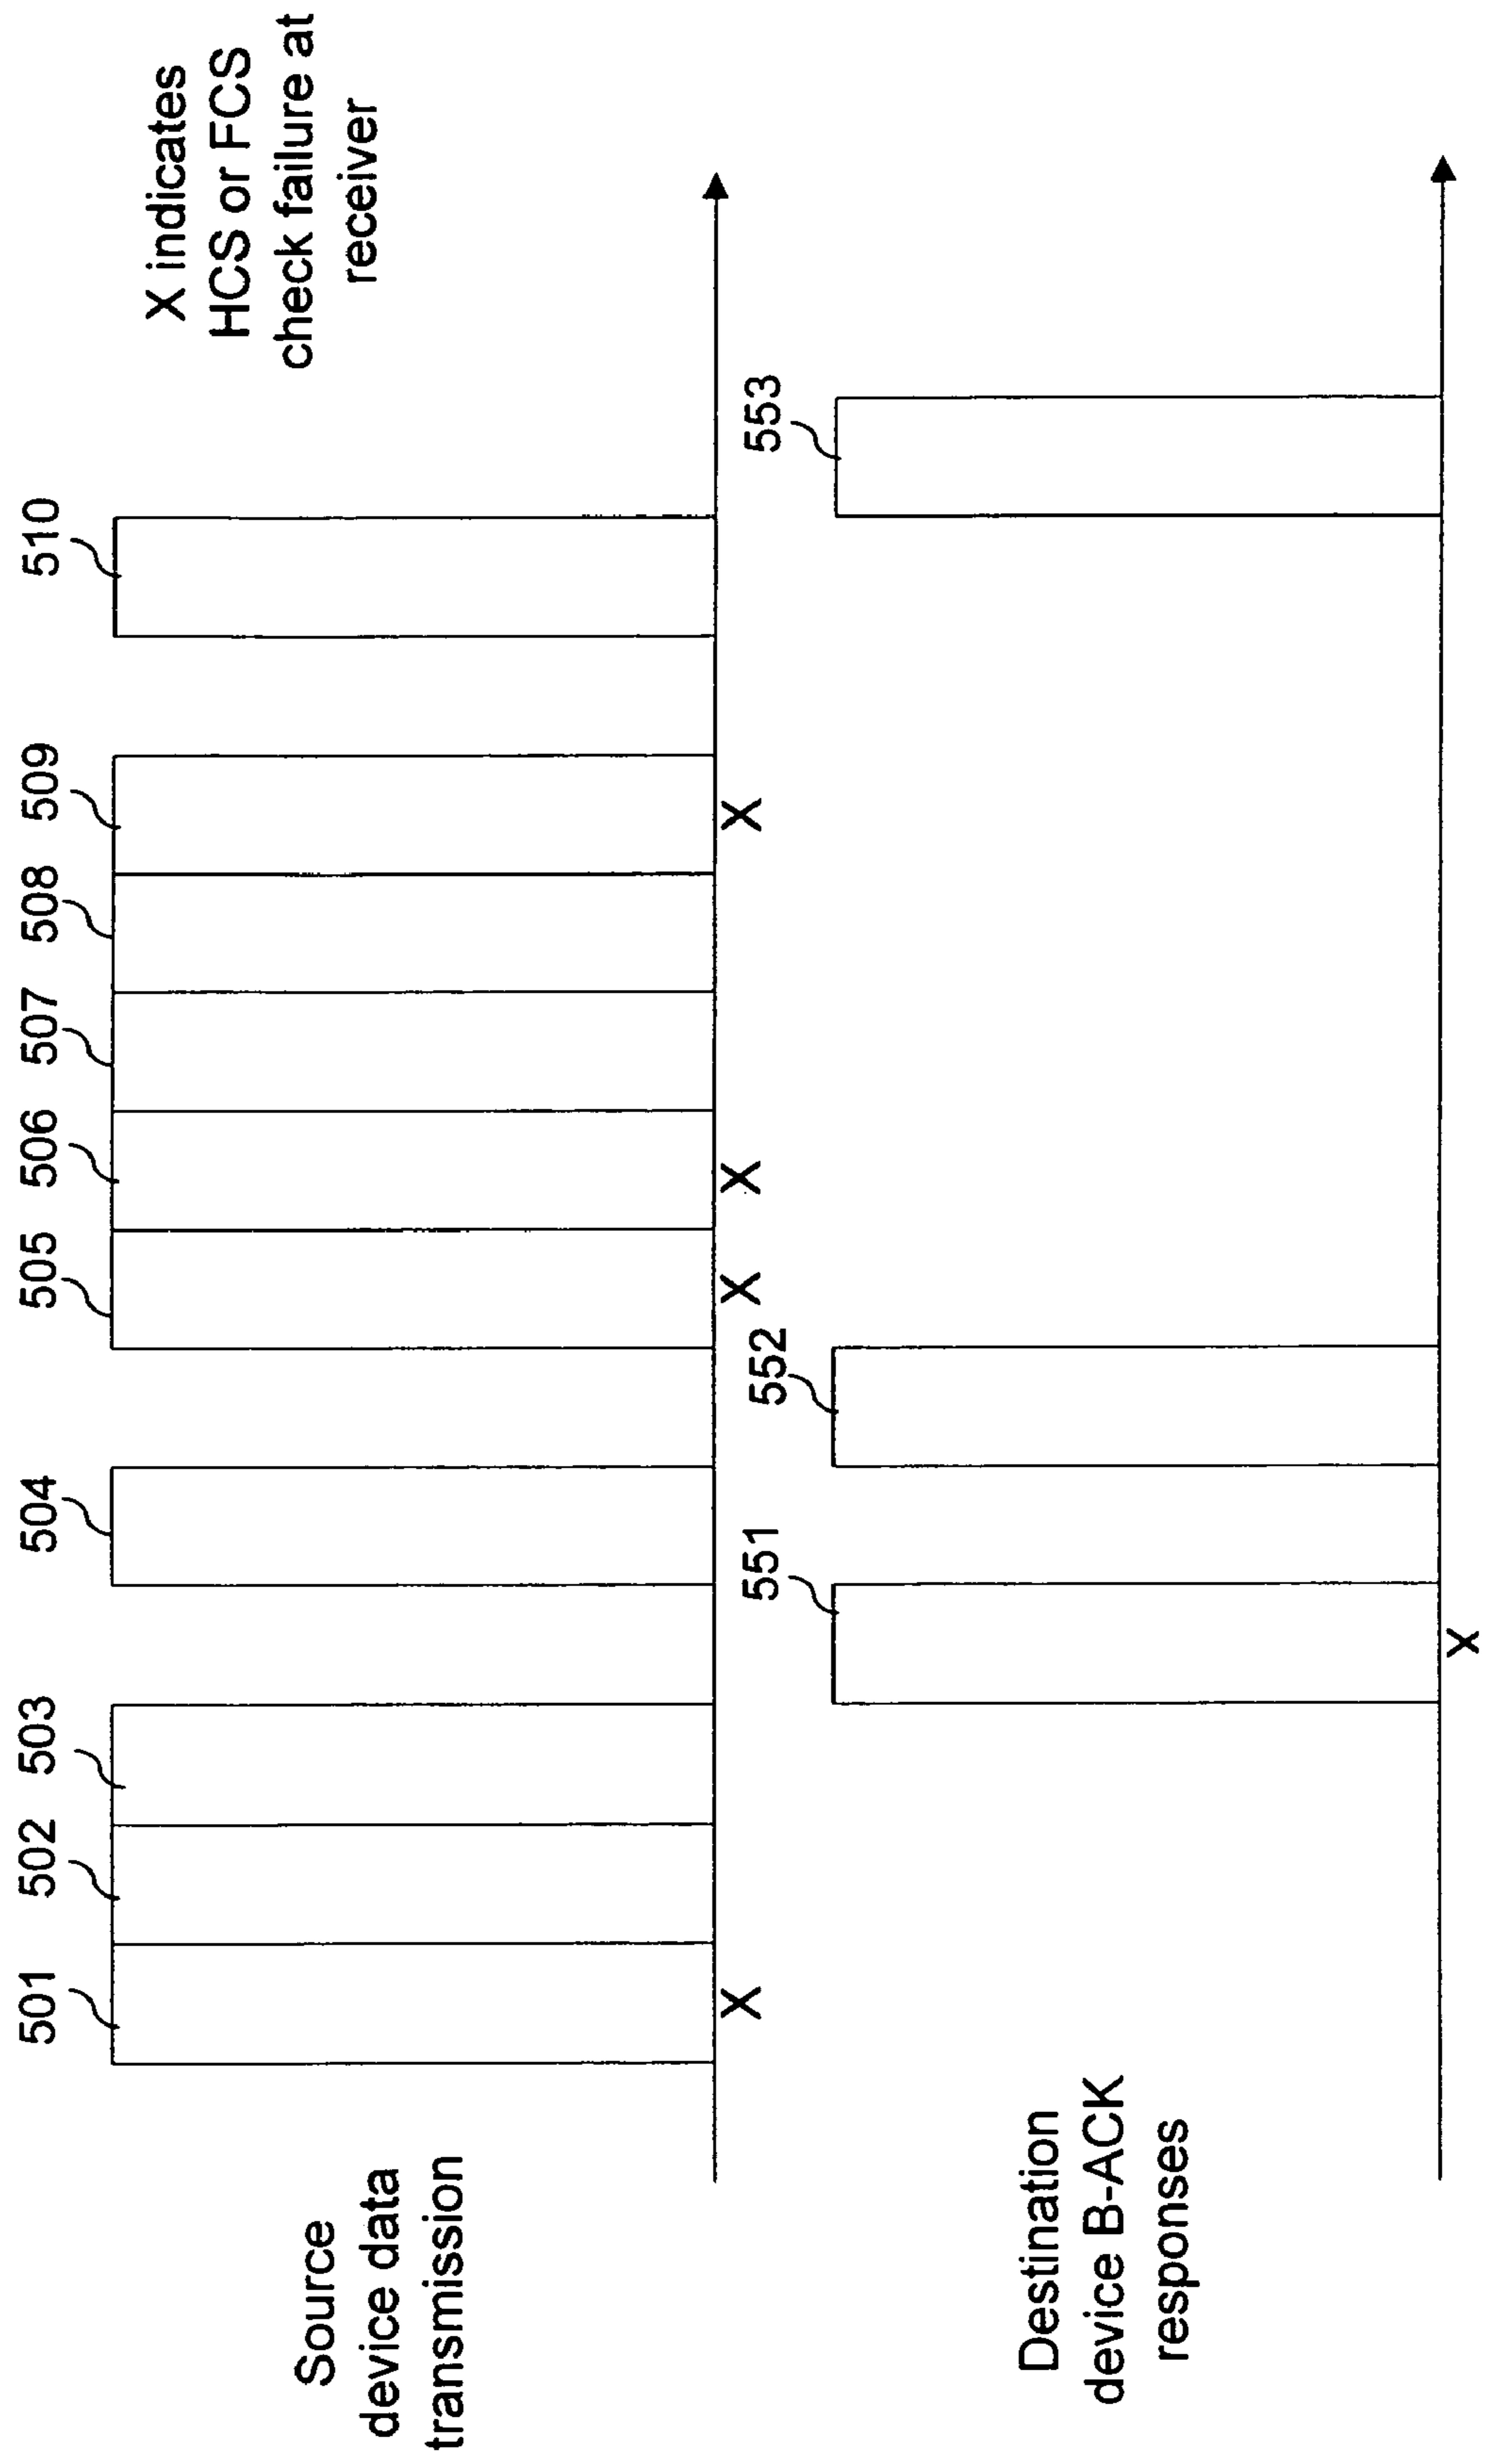 501
502
503
504
505
506
507
508
509
510
X indicates
HCS or FCS
check failure at
receiver
Source
device data
transmission
X
X
X
X
551
552
553
Destination
device B-ACK
responses
X